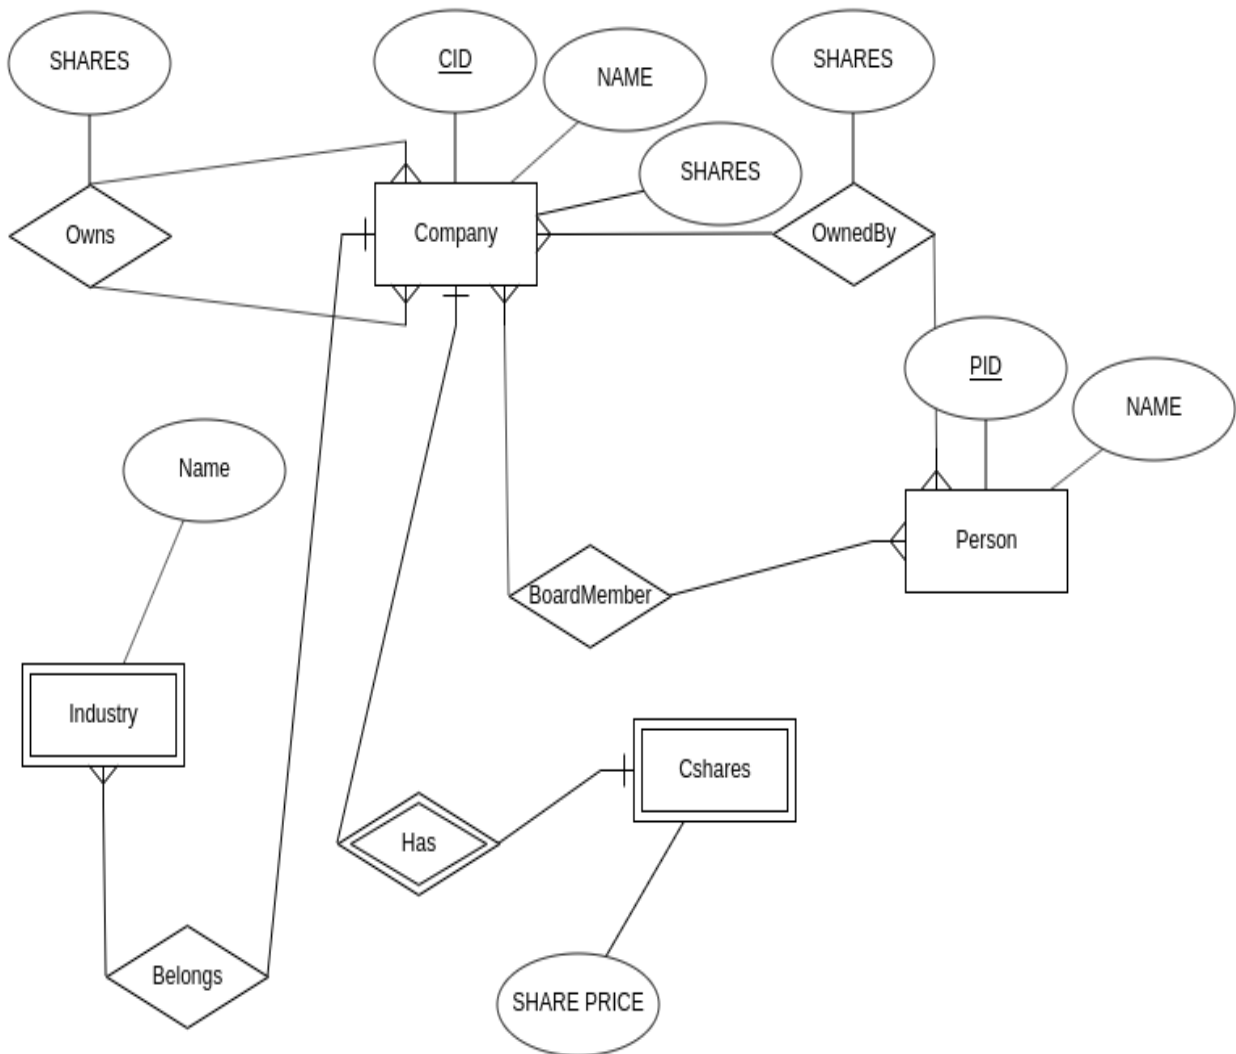 SHARES
CID
NAME
SHARES
SHARES
Owns
Company
OwnedBy
PID
NAME
Name
Person
BoardMember
Industry
Cshares
Has
Belongs
SHARE PRICE